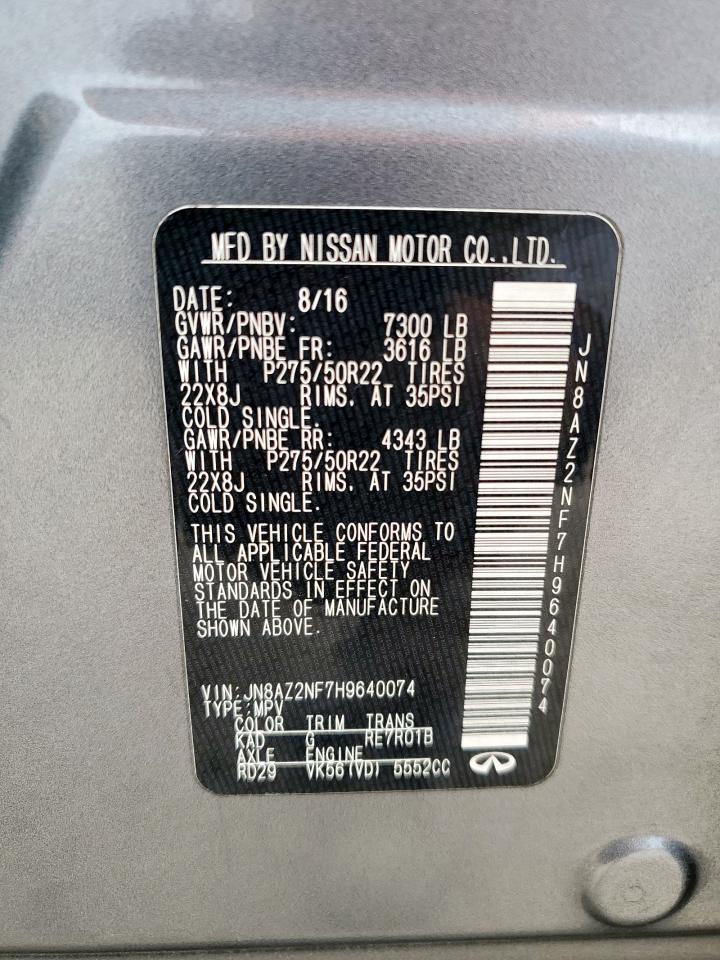 MFD BY NISSAN MOTOR CO.,LTD.
DATE: 8/16
GVWR/PNBV: 7300 LB
GAWR/PNBE FR: 3616 LB
WITH P275/50R22 TIRES
22X8J RIMS. AT 35PSI
COLD SINGLE.
GAWR/PNBE RR: 4343 LB
WITH P275/50R22 TIRES
22X8J RIMS. AT 35PSI
COLD SINGLE.
THIS VEHICLE CONFORMS TO
ALL APPLICABLE FEDERAL
MOTOR VEHICLE SAFETY
STANDARDS IN EFFECT ON
THE DATE OF MANUFACTURE
SHOWN ABOVE.
VIN:JN8AZ2NF7H9640074
TYPE:MPV
COLOR TRIM TRANS
KAD G RE7R01B
AXLE ENGINE
RD29 VK56(VD) 5552CC
JN8AZ2NF7H9640074